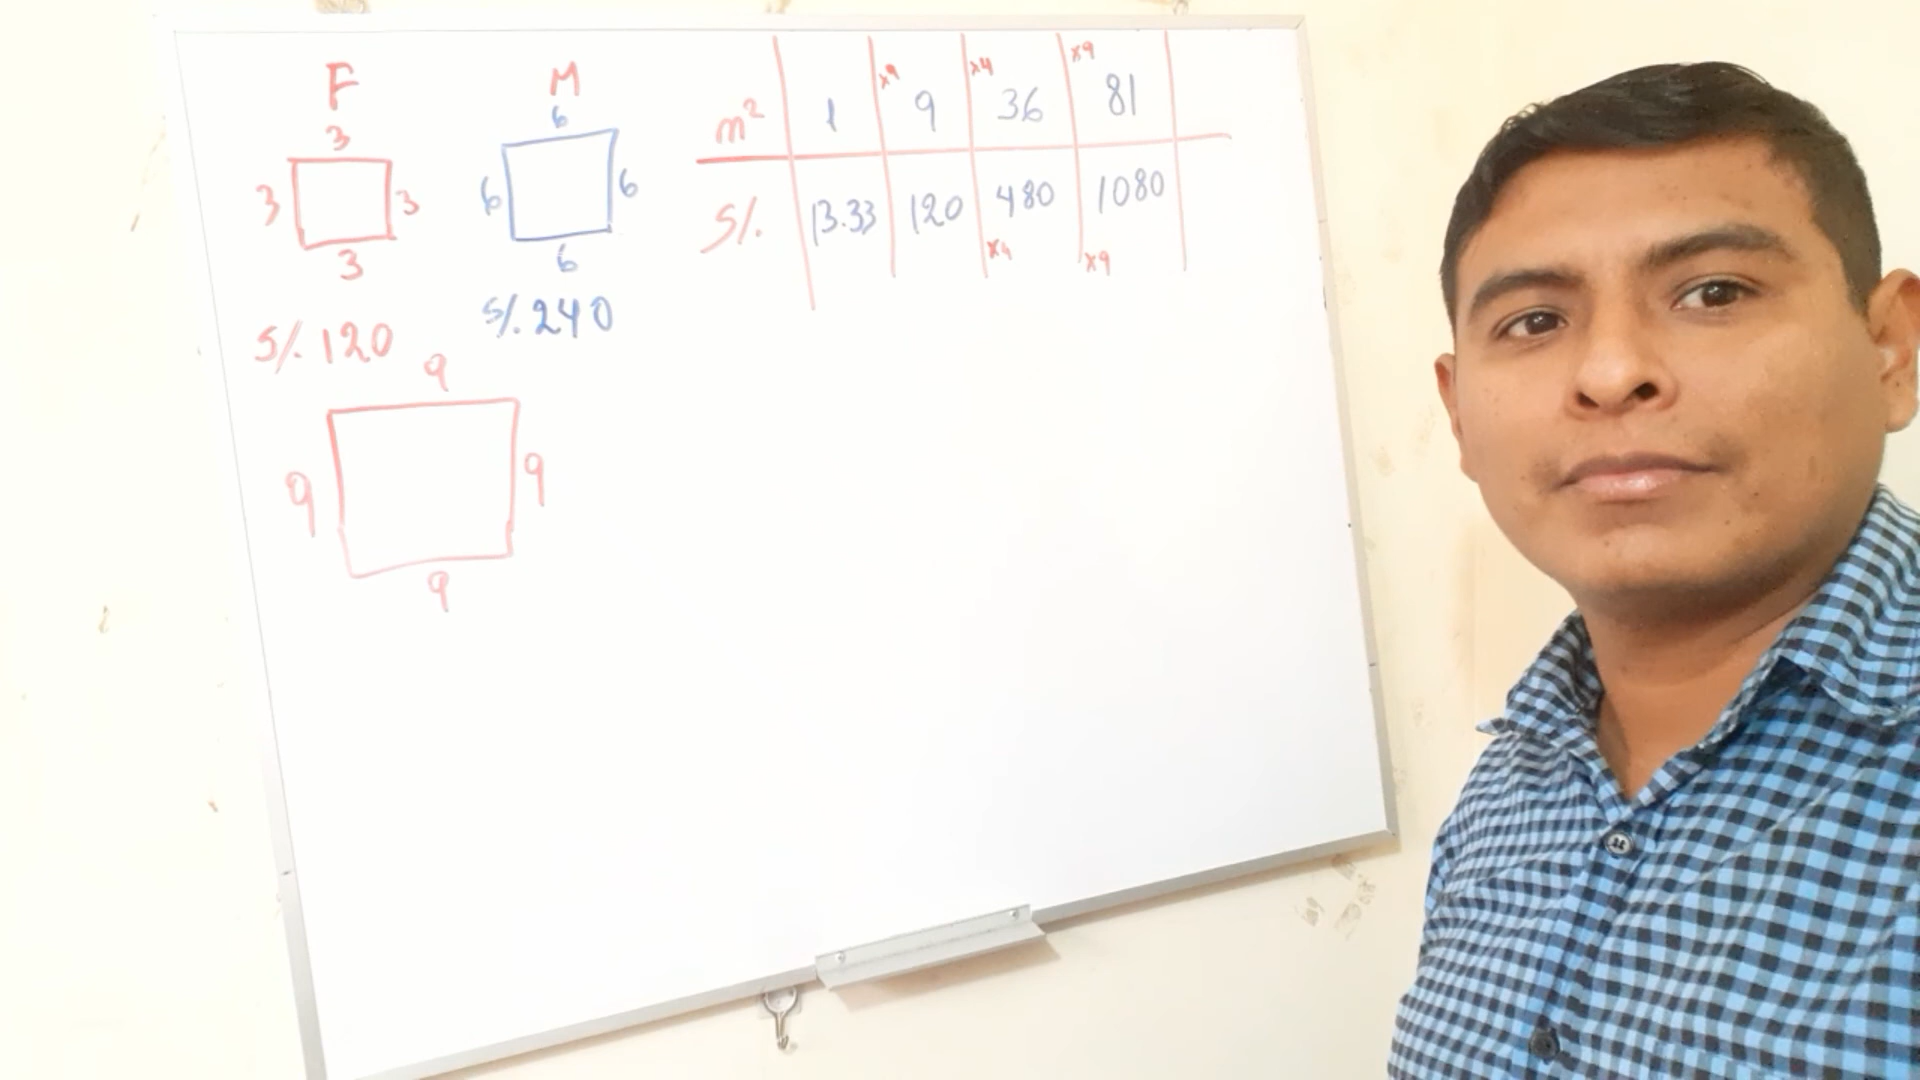 F
3
3 3
3
S/. 120
M
6
6 6
6
S/. 240
9
9 9
9
m² 1 x9 9 x4 36 x9 81
S/. 13.33 120 480 1080
x4 x9